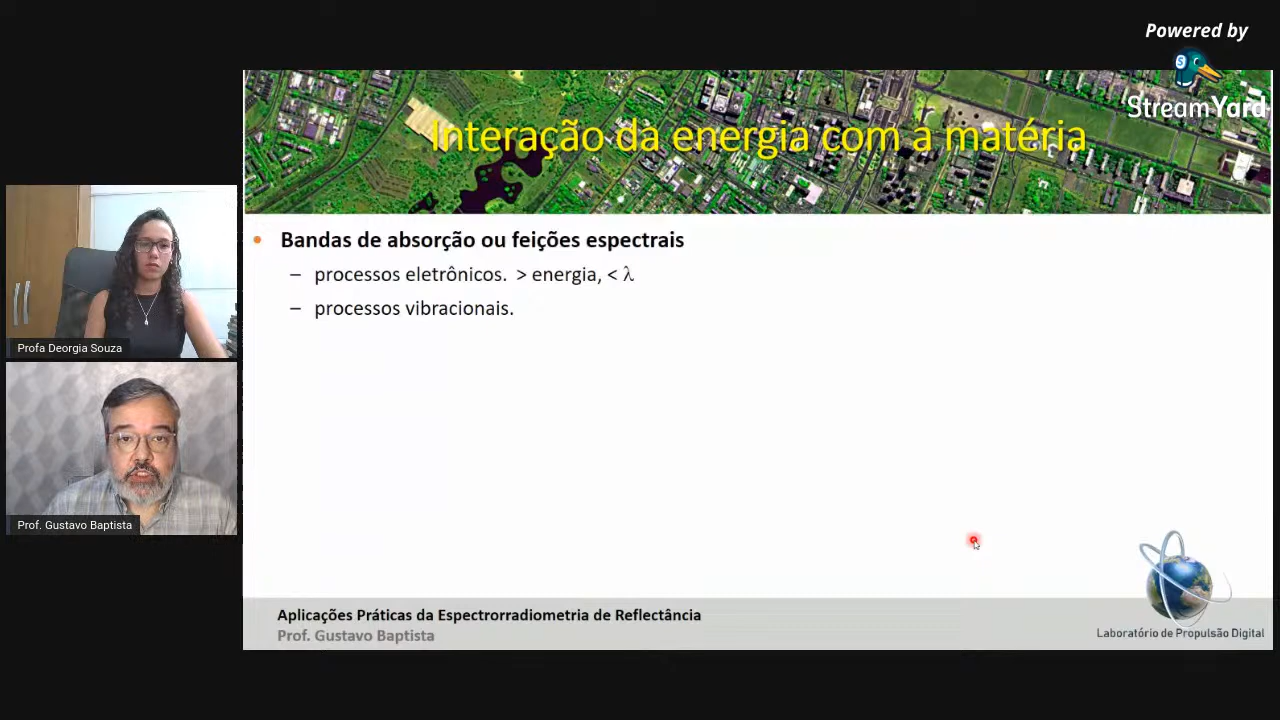 Powered by
StreamYard
Interação da energia com a matéria
• Bandas de absorção ou feições espectrais
– processos eletrônicos. > energia, < λ
– processos vibracionais.
Profa Deorgia Souza
Prof. Gustavo Baptista
Aplicações Práticas da Espectrorradiometria de Reflectância
Prof. Gustavo Baptista
Laboratório de Propulsão Digital